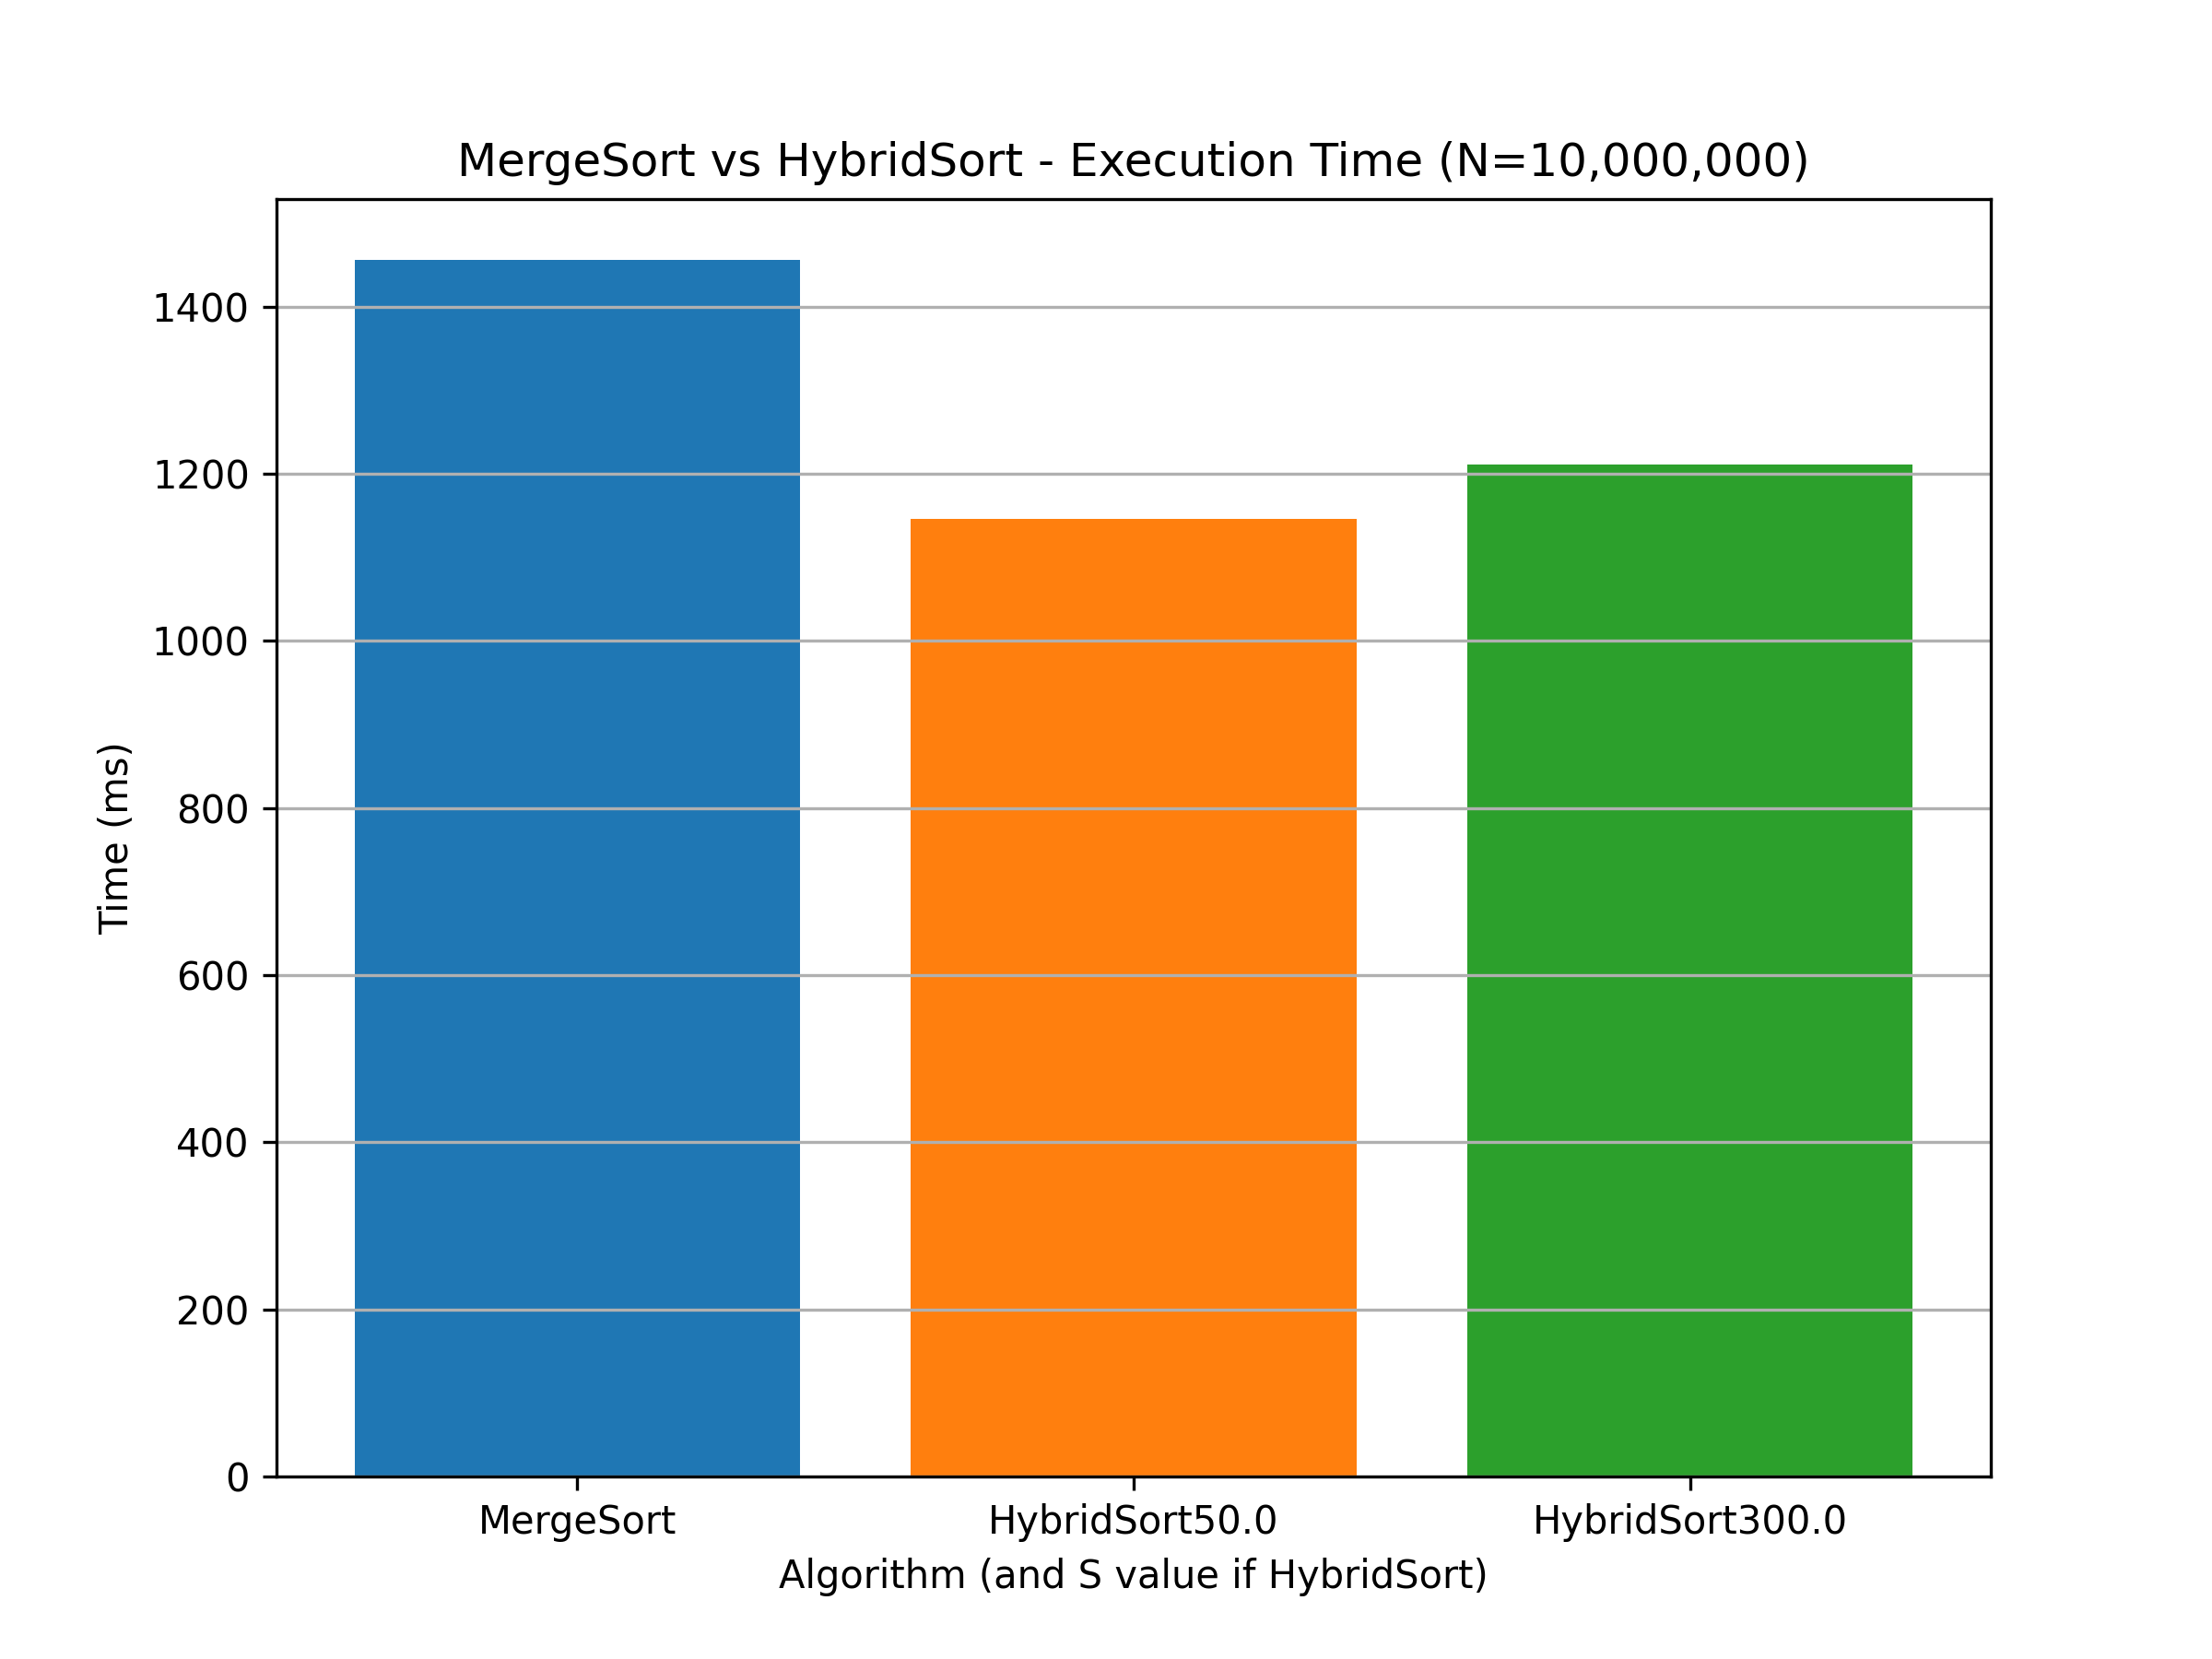 MergeSort vs HybridSort - Execution Time (N=10,000,000)
1400
1200
1000
800
600
400
200
0
Time (ms)
MergeSort HybridSort50.0 HybridSort300.0
Algorithm (and S value if HybridSort)